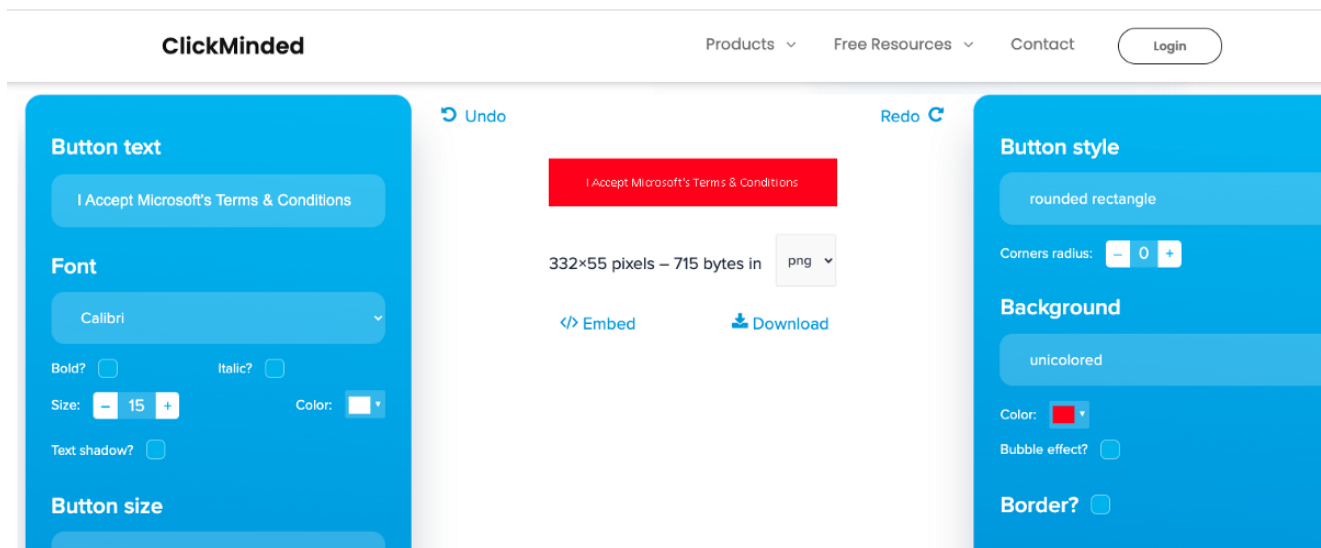 ClickMinded
Products
Free Resources
Contact
Login
Button text
I Accept Microsoft's Terms & Conditions
Font
Calibri
Bold?
Italic?
Size:
– 15 +
Color:
Text shadow?
Button size
Undo
Redo
I Accept Microsoft's Terms & Conditions
332×55 pixels – 715 bytes in png
</> Embed
Download
Button style
rounded rectangle
Corners radius: – 0 +
Background
unicolored
Color:
Bubble effect?
Border?